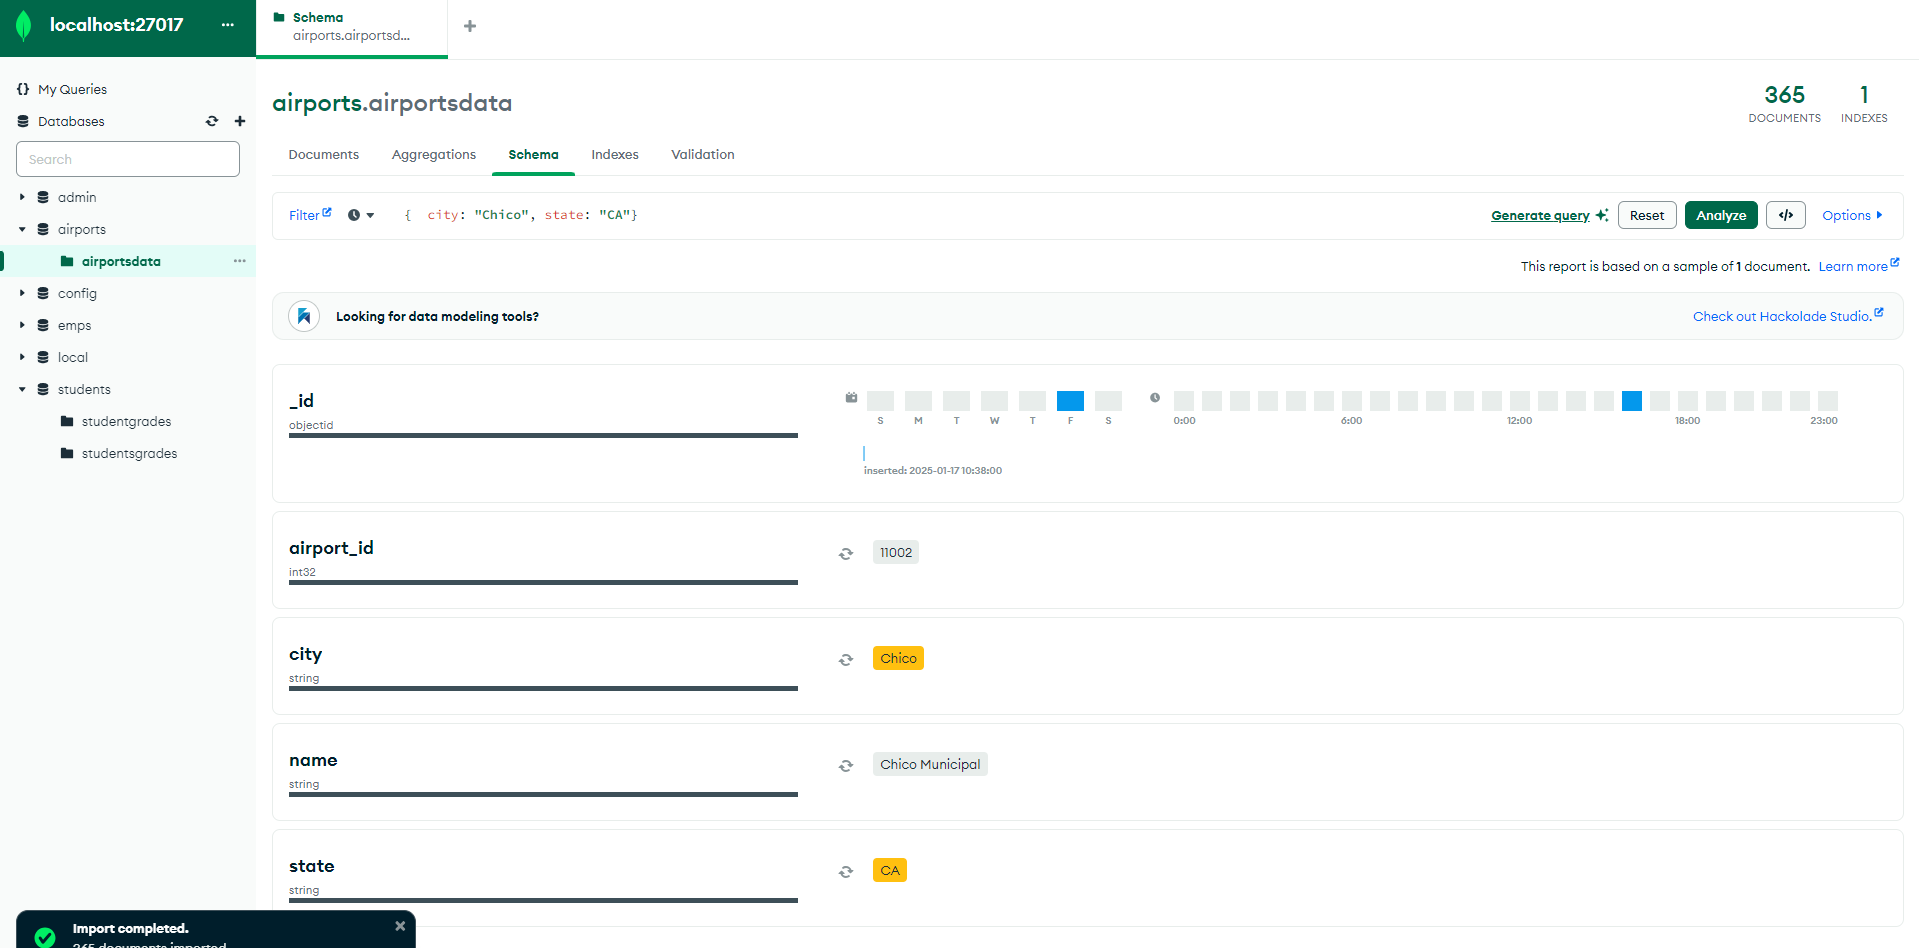 localhost:27017
Schema
airports.airportsd...
My Queries
Databases
Search
admin
airports
airportsdata
config
emps
local
students
studentgrades
studentsgrades
airports.airportsdata
365
DOCUMENTS
1
INDEXES
Documents Aggregations Schema Indexes Validation
Filter { city: "Chico", state: "CA"} Generate query Reset Analyze </> Options
This report is based on a sample of 1 document. Learn more
Looking for data modeling tools? Check out Hackolade Studio.
_id
objectid
S M T W T F S
0:00 6:00 12:00 18:00 23:00
inserted: 2025-01-17 10:38:00
airport_id
int32
11002
city
string
Chico
name
string
Chico Municipal
state
string
CA
Import completed.
365 documents imported